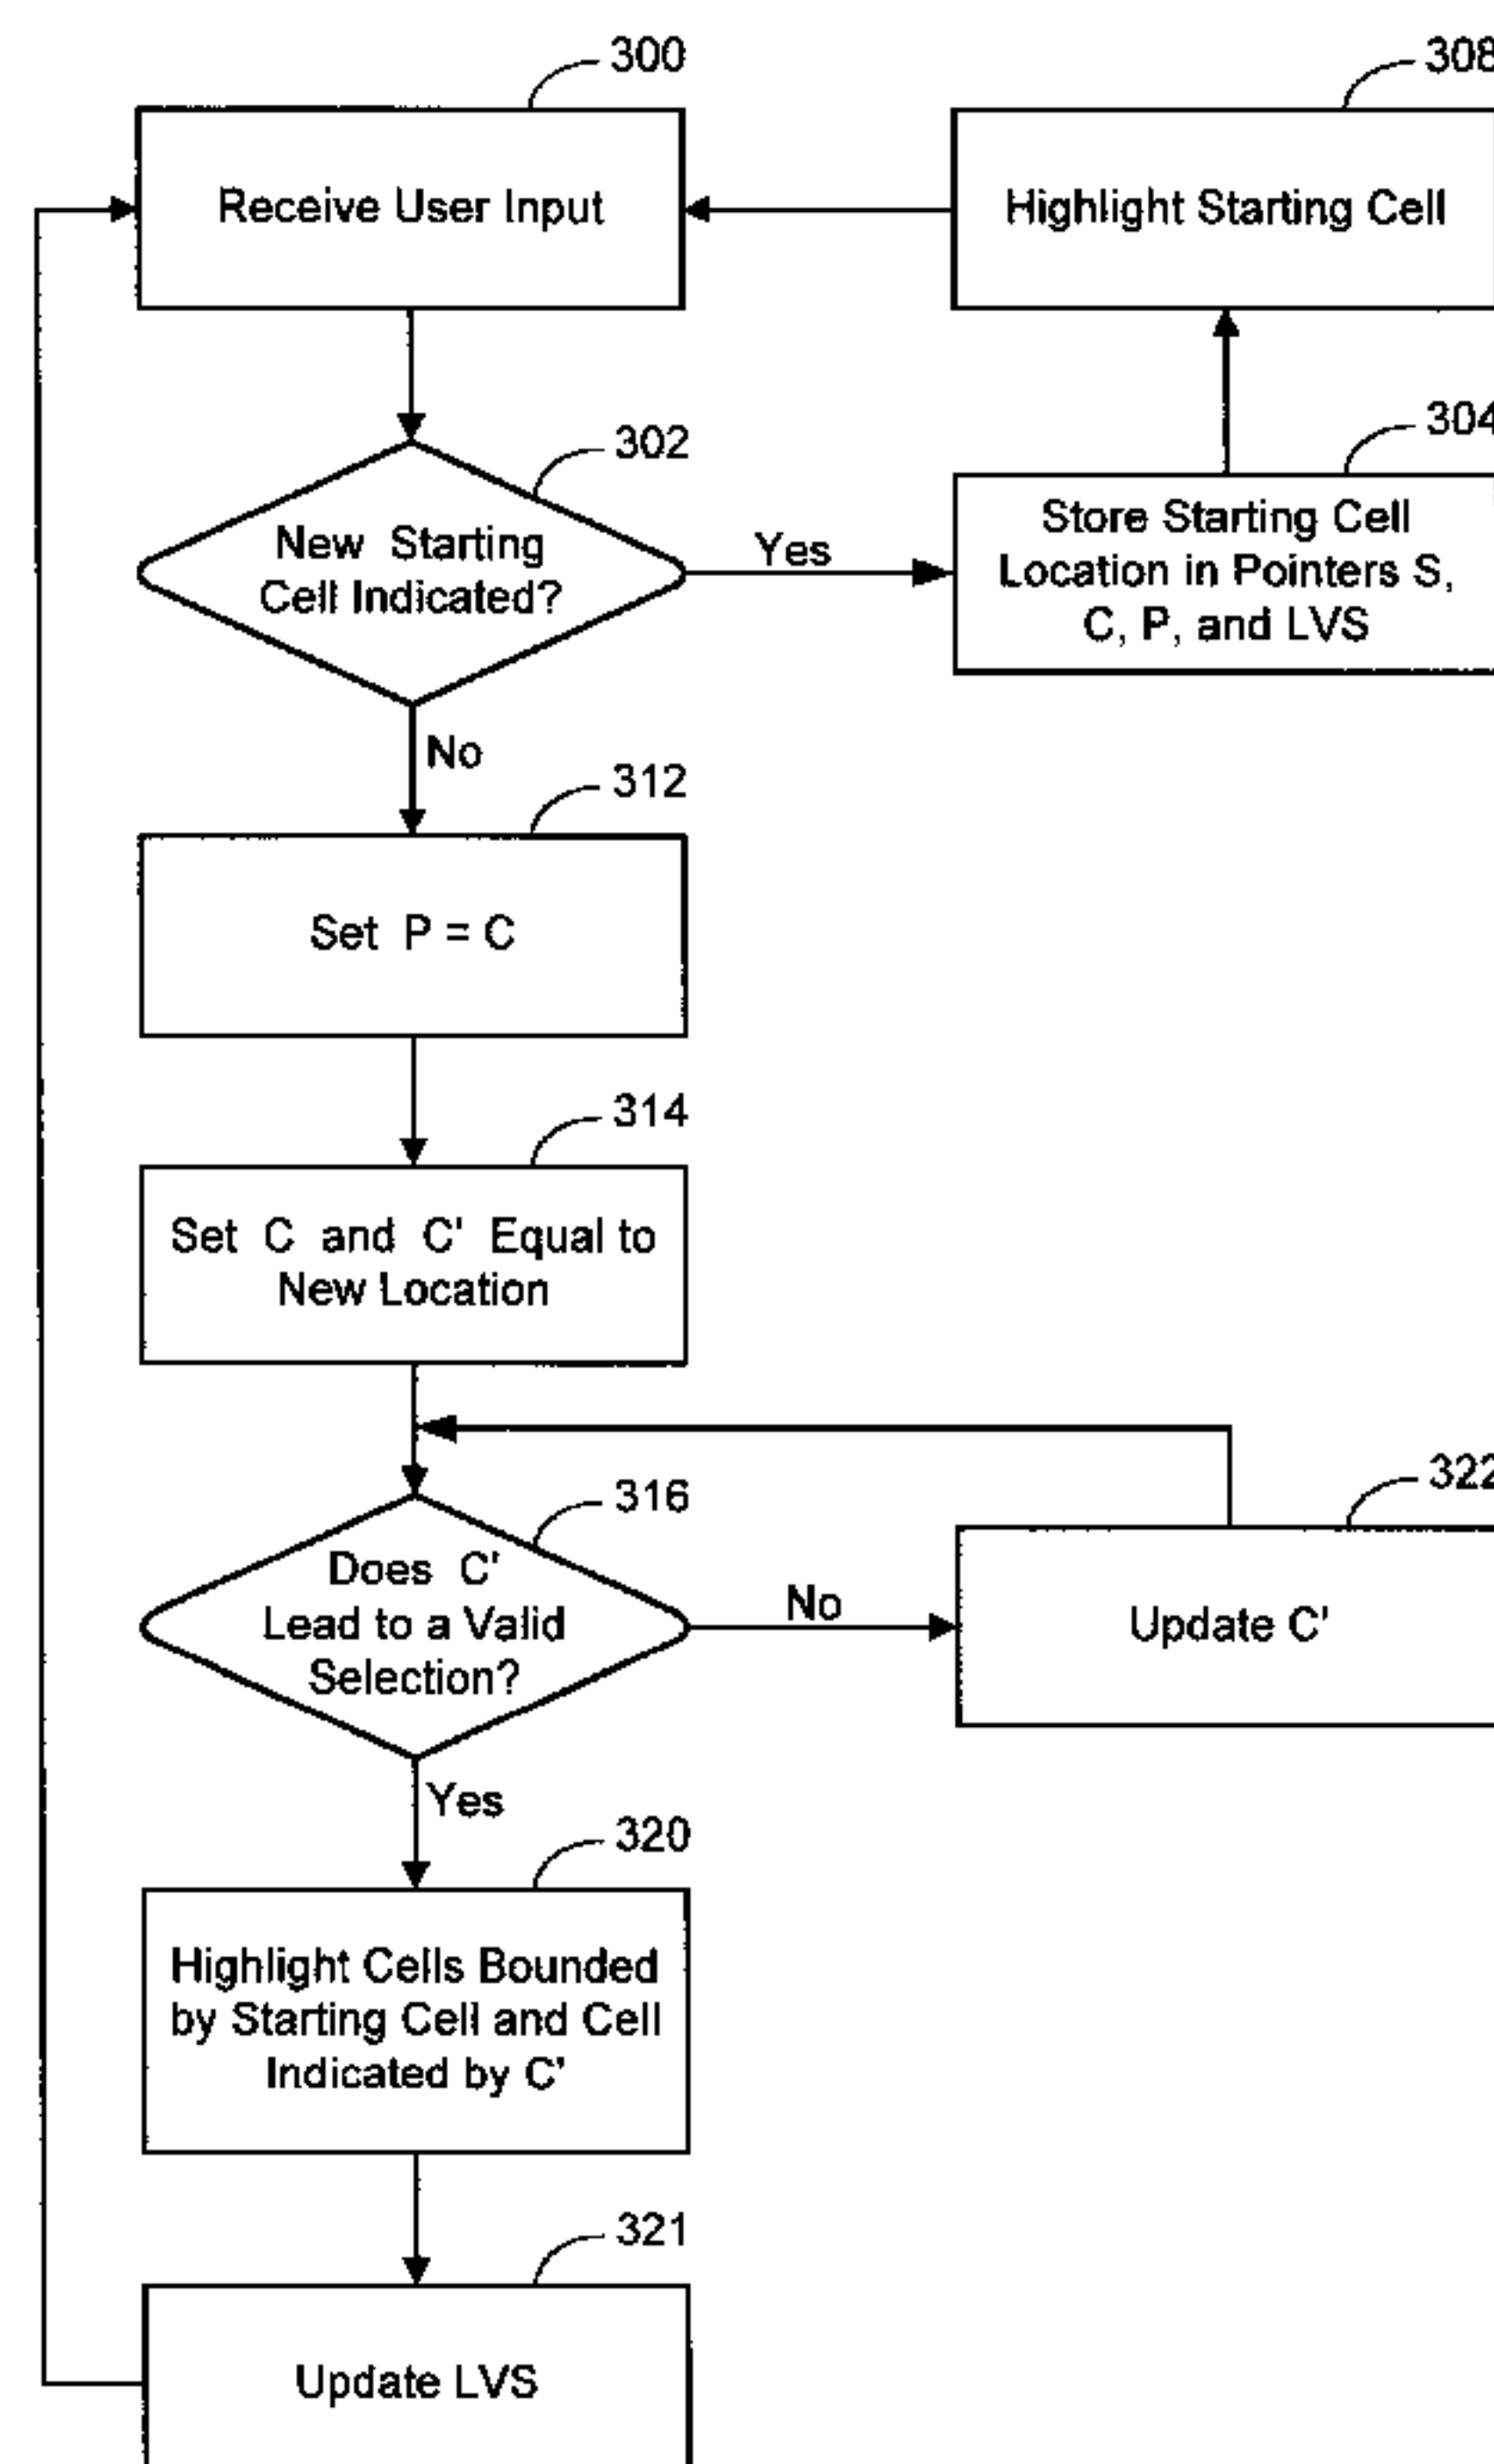 300
308
Receive User Input
Highlight Starting Cell
302
304
New Starting
Cell Indicated?
Yes
Store Starting Cell
Location in Pointers S,
C, P, and LVS
No
312
Set P = C
314
Set C and C' Equal to
New Location
316
322
Does C'
Lead to a Valid
Selection?
No
Update C'
Yes
320
Highlight Cells Bounded
by Starting Cell and Cell
Indicated by C'
321
Update LVS